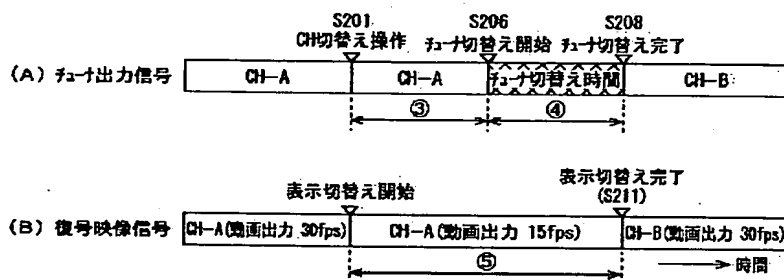 S201 S206 S208
CH切替え操作 チューナ切替え開始 チューナ切替え完了
(A) チューナ出力信号 CH-A CH-A チューナ切替え時間 CH-B
③ ④
表示切替え開始 表示切替え完了
(S211)
(B) 復号映像信号 CH-A(動画出力 30fps) CH-A(動画出力 15fps) CH-B(動画出力 30fps)
⑤ 時間